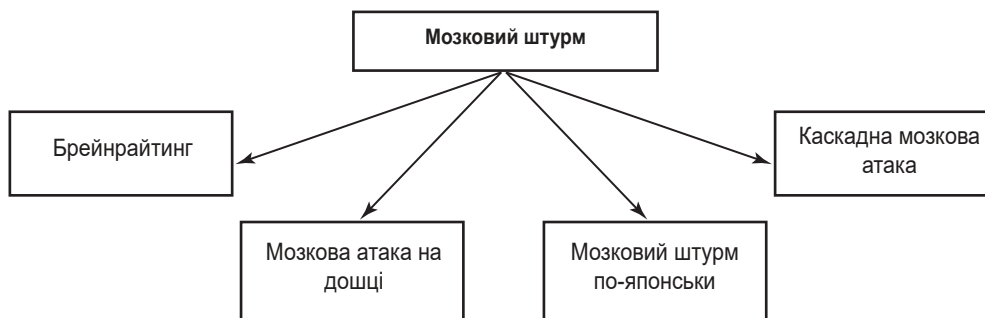 Мозковий штурм
Брейнрайтинг
Каскадна мозкова
атака
Мозкова атака на
дошці
Мозковий штурм
по-японськи